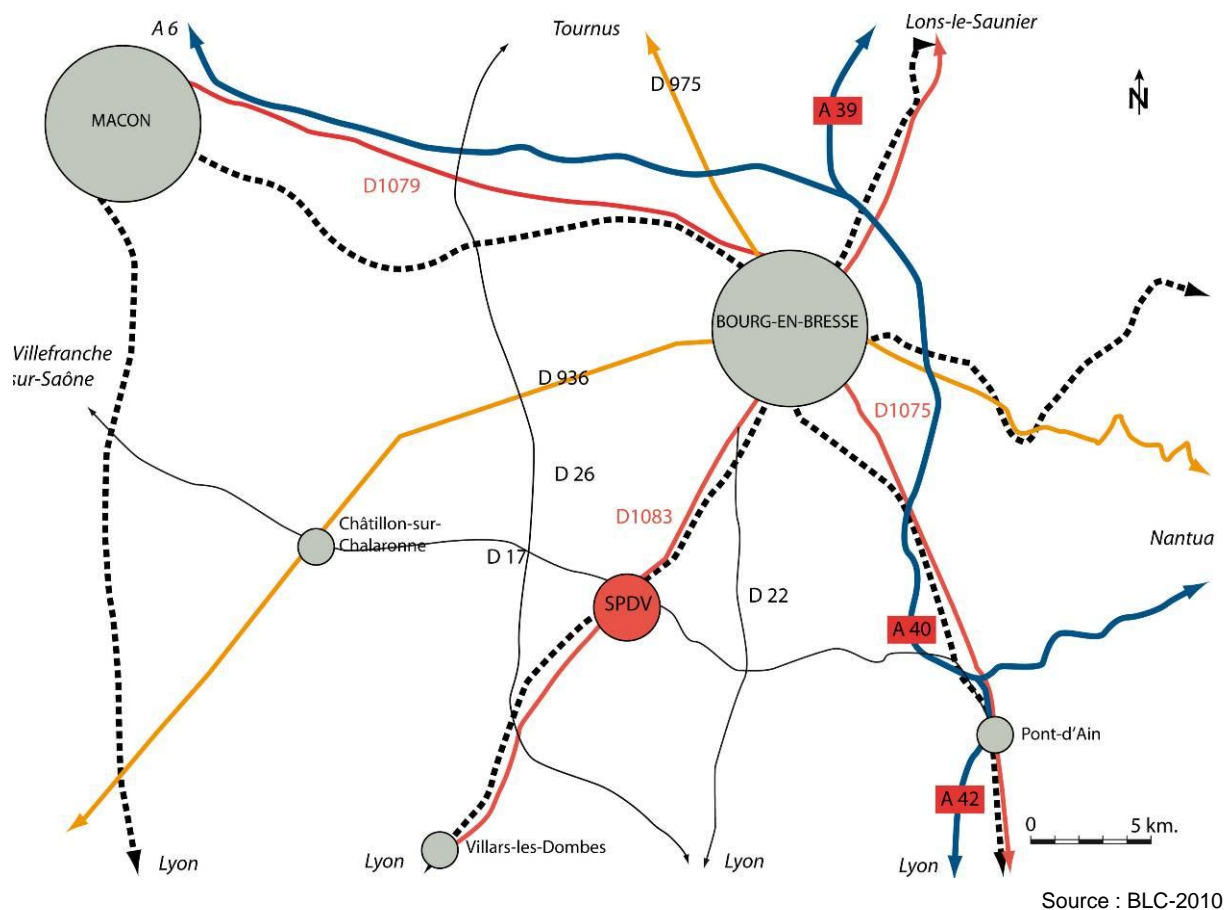 A 6
Tournus
Lons-le-Saunier
D 975
A 39
N
MACON
D1079
BOURG-EN-BRESSE
Villefranche
sur-Saône
D 936
D1075
D 26
D1083
Châtillon-sur-
Chalaronne
Nantua
D 17
D 22
SPDV
A 40
Pont-d'Ain
A 42
0 5 km.
Lyon
Lyon
Villars-les-Dombes
Lyon
Lyon
Source : BLC-2010